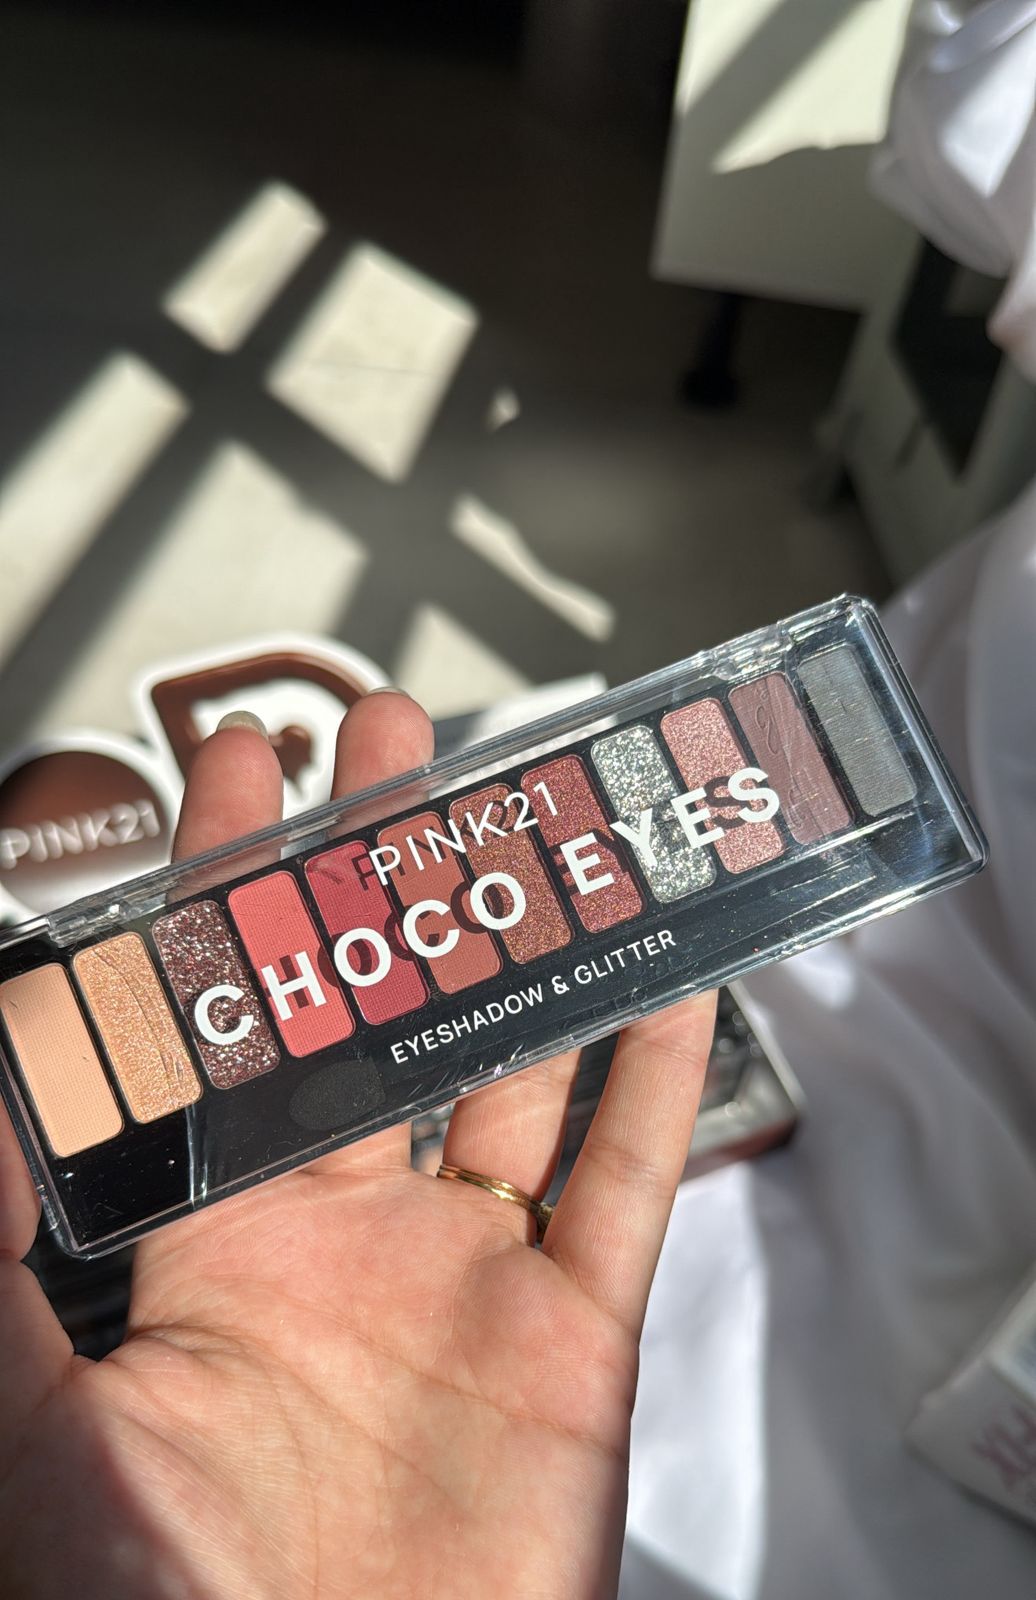 PINK21
PINK21
CHOCO EYES
EYESHADOW & GLITTER